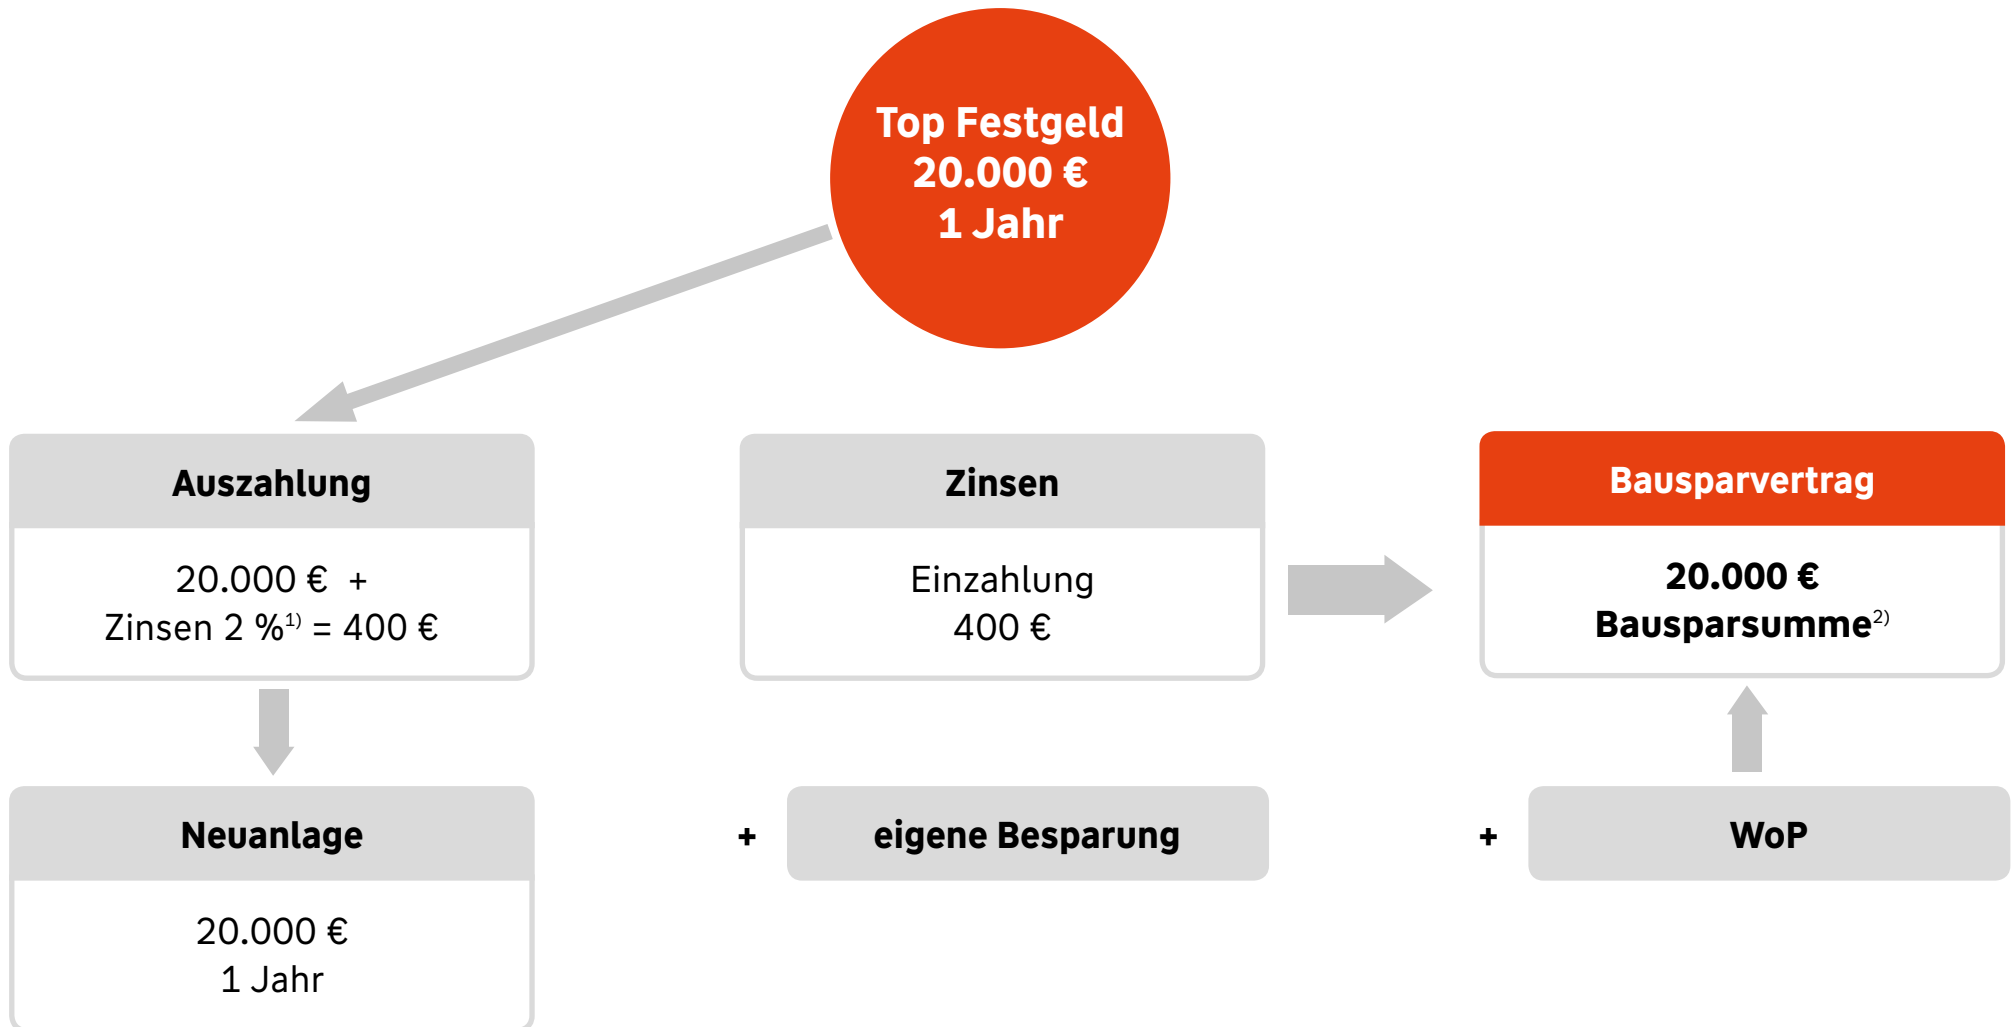 Top Festgeld
20.000 €
1 Jahr
Auszahlung
20.000 € +
Zinsen 2 %¹⁾ = 400 €
Zinsen
Einzahlung
400 €
Bausparvertrag
20.000 €
Bausparsumme²⁾
Neuanlage
20.000 €
1 Jahr
+ eigene Besparung
+ WoP